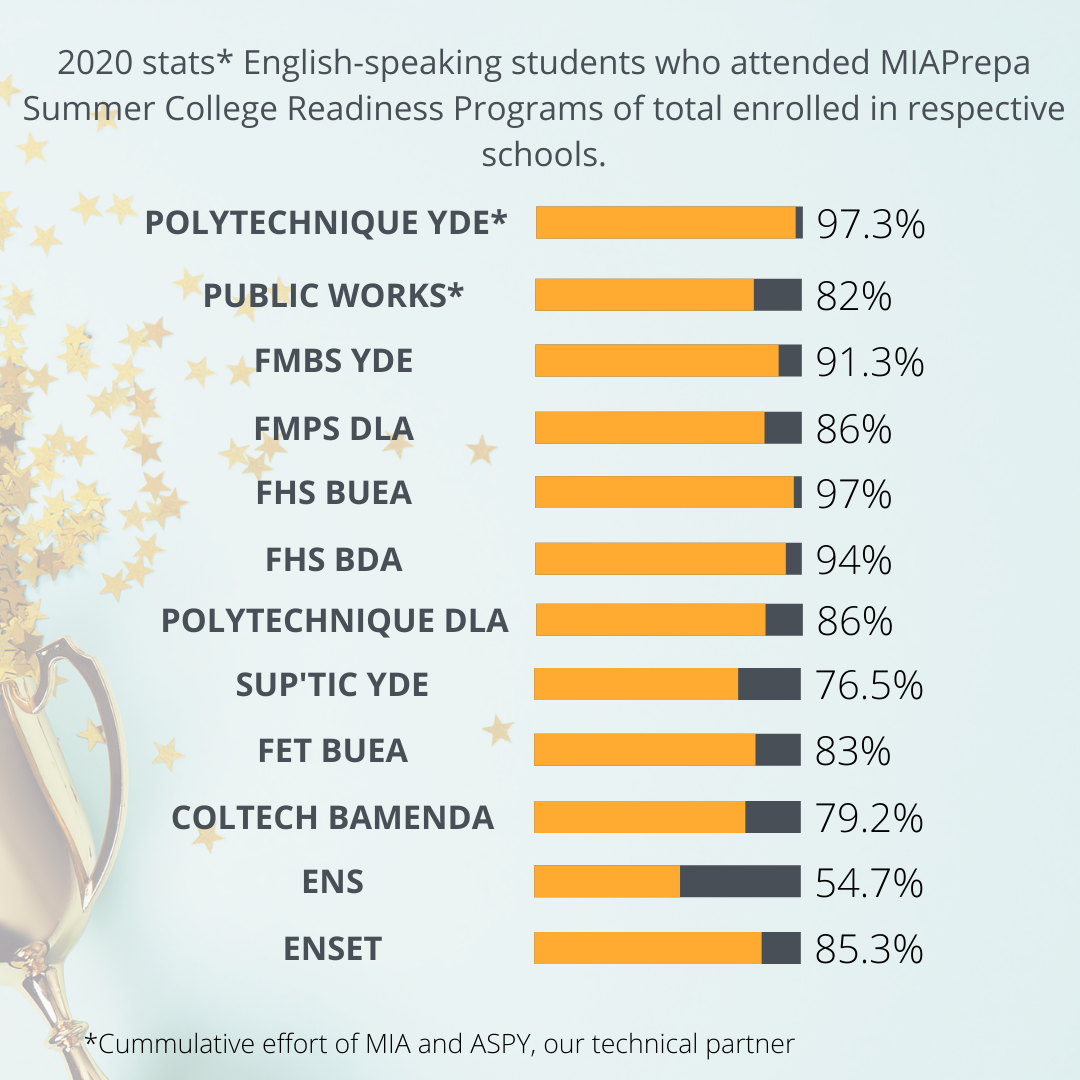 2020 stats* English-speaking students who attended MIAPrepa
Summer College Readiness Programs of total enrolled in respective
schools.
POLYTECHNIQUE YDE* 97.3%
PUBLIC WORKS* 82%
FMBS YDE 91.3%
FMPS DLA 86%
FHS BUEA 97%
FHS BDA 94%
POLYTECHNIQUE DLA 86%
SUP'TIC YDE 76.5%
FET BUEA 83%
COLTECH BAMENDA 79.2%
ENS 54.7%
ENSET 85.3%
*Cummulative effort of MIA and ASPY, our technical partner